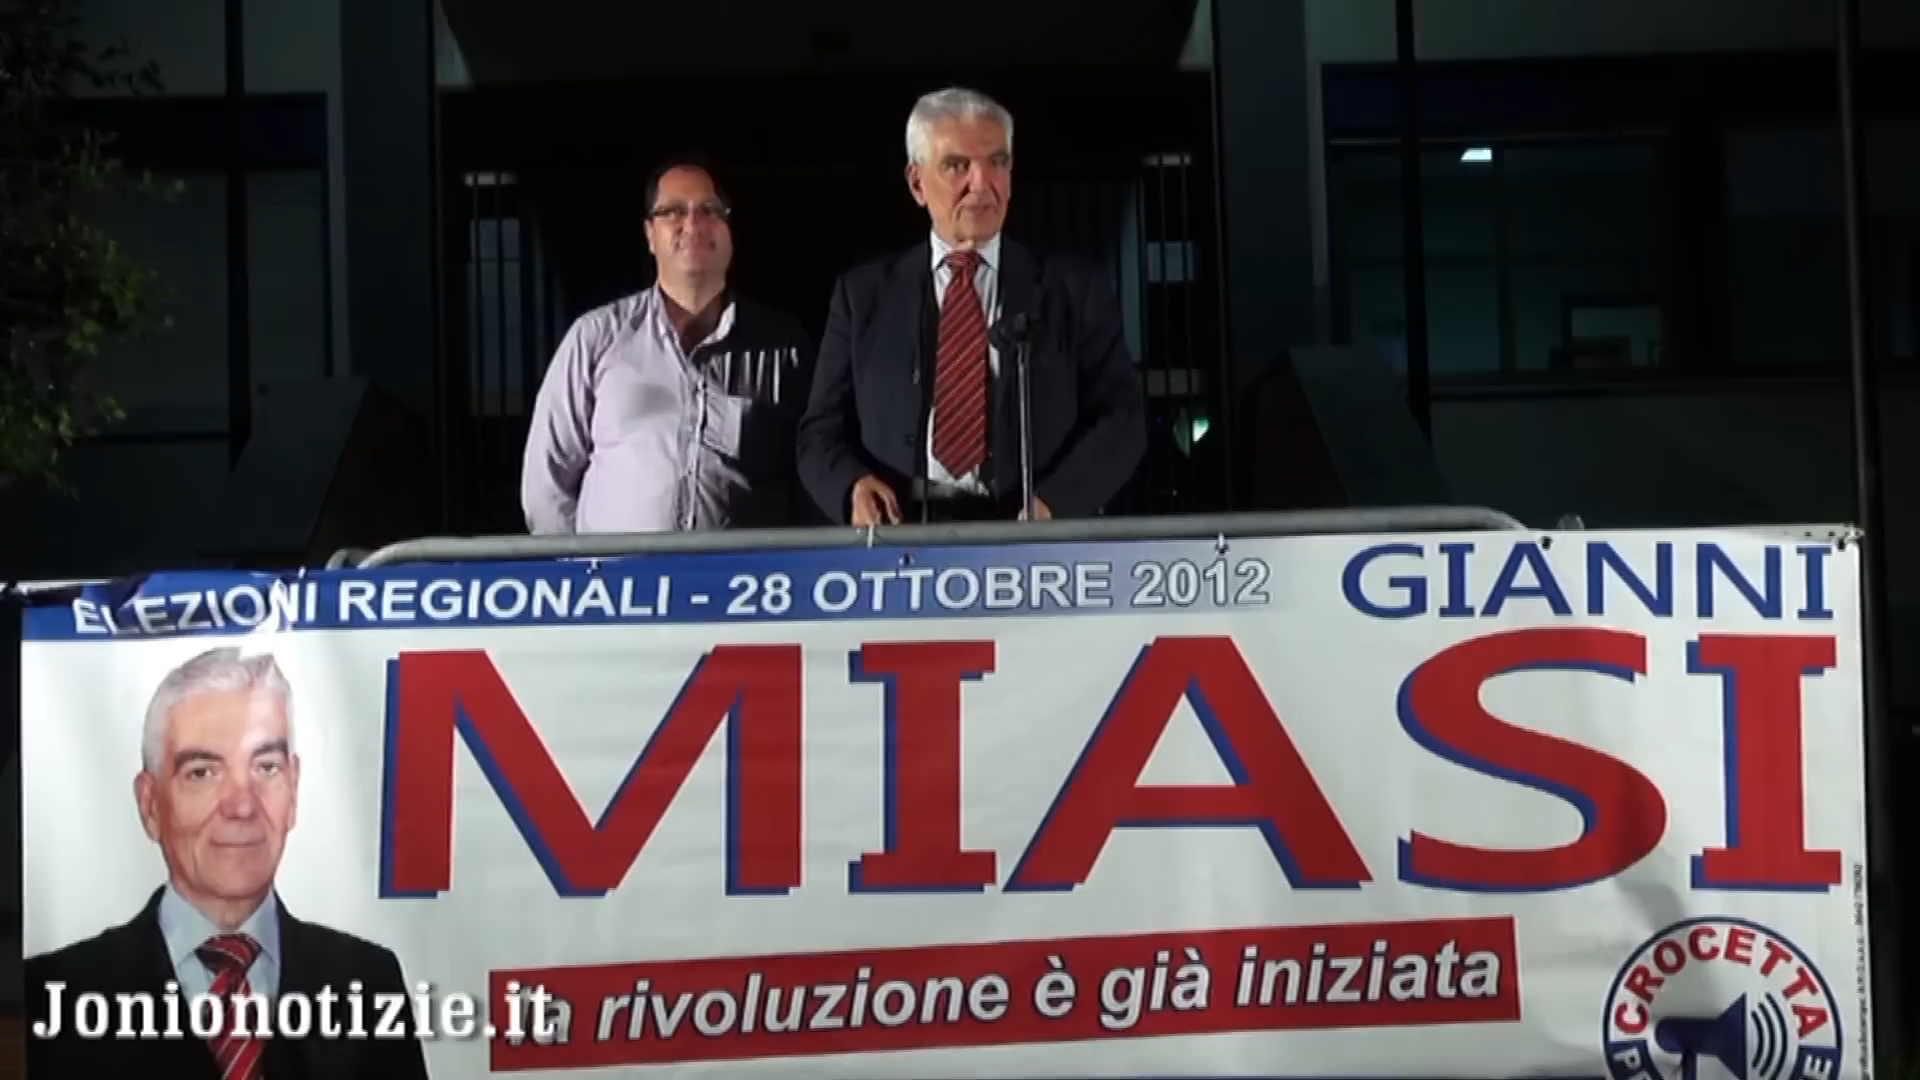 ELEZIONI REGIONALI - 28 OTTOBRE 2012
GIANNI
MIASI
la rivoluzione è già iniziata
CROCETTA
Jonionotizie.it